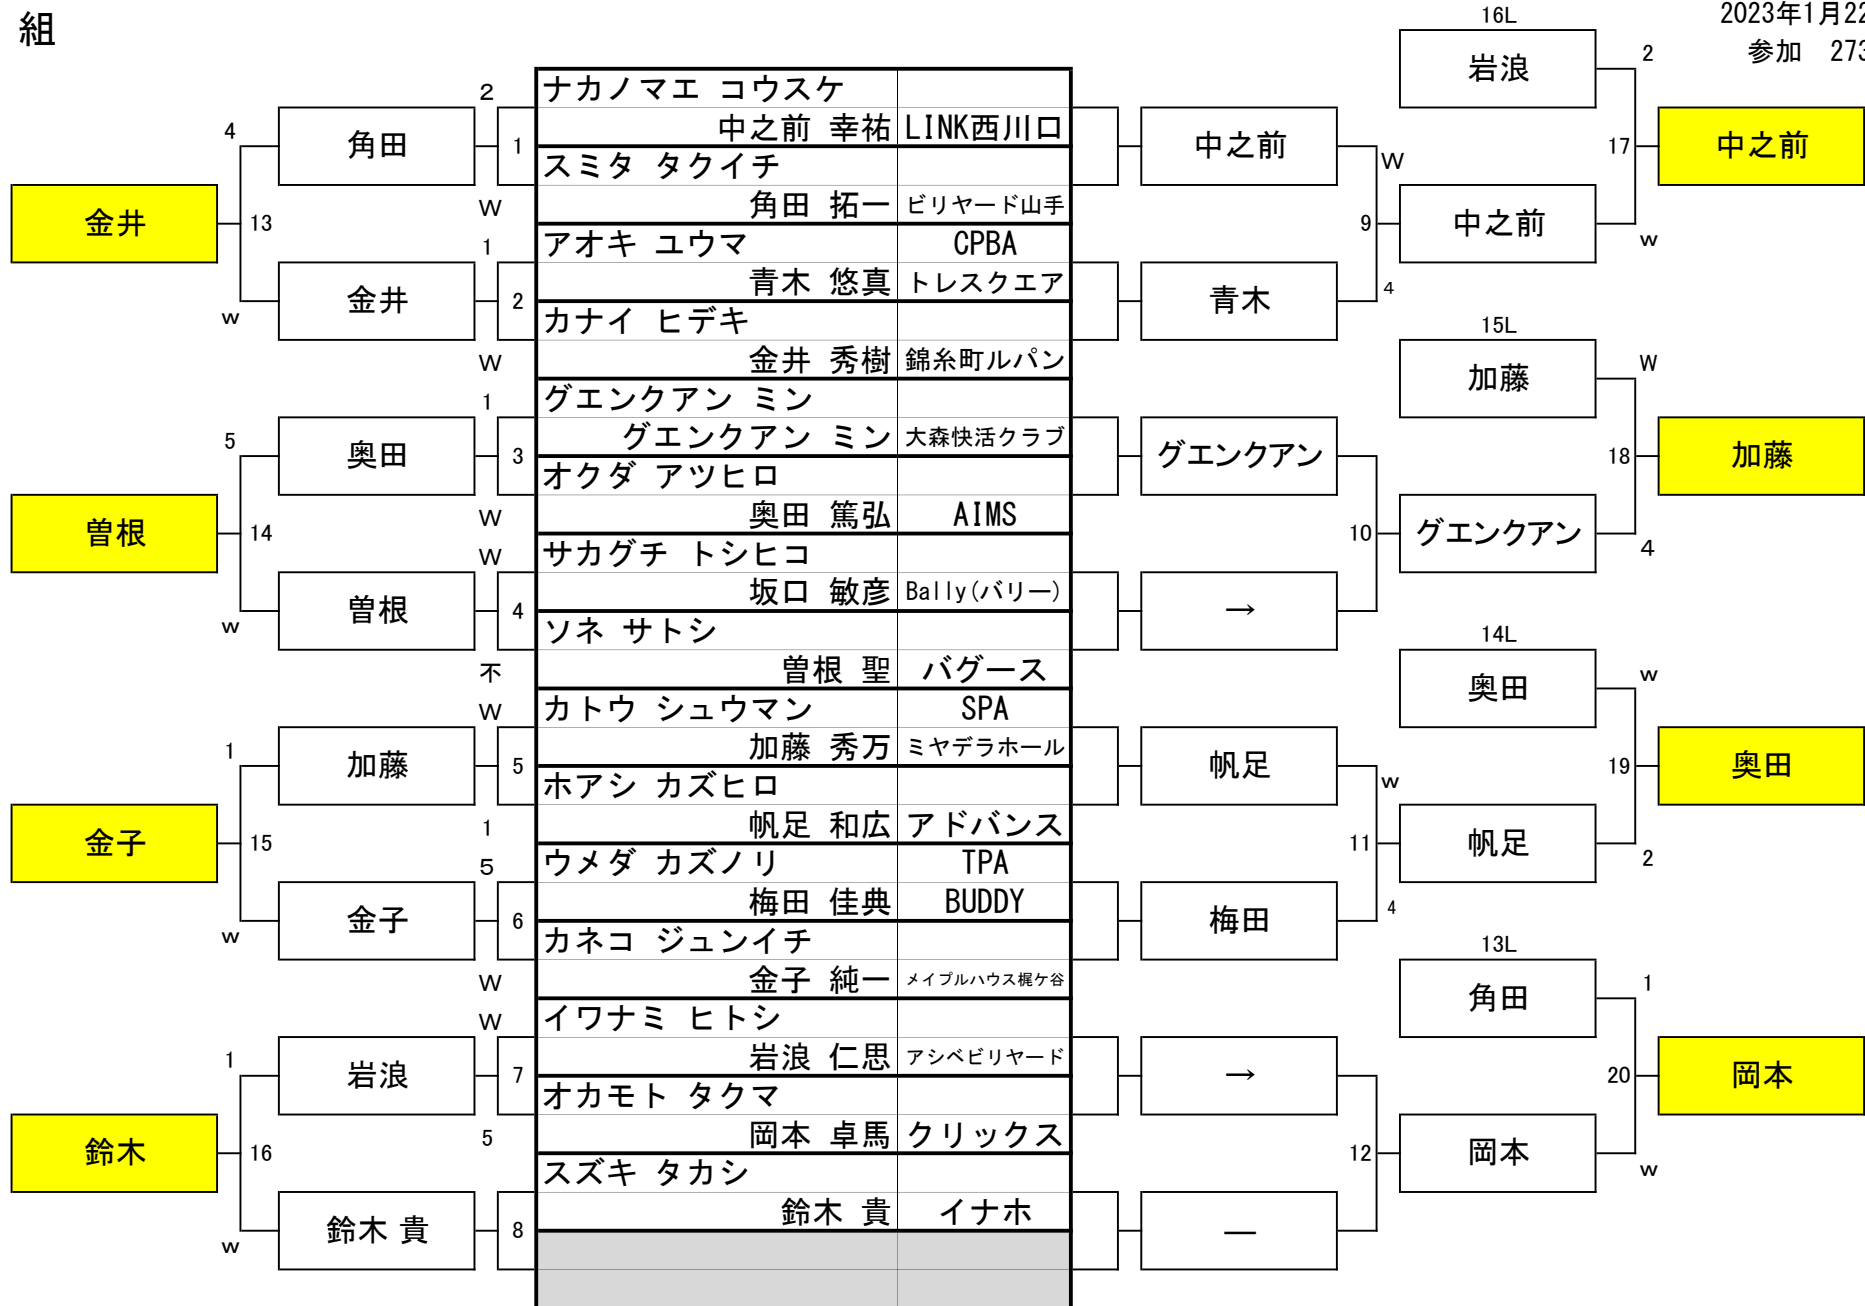 組
2023年1月22
参加 273
4
角田
2
1
W
金井
13
1
金井
2
w
W
1
5
奥田
3
W
曽根
14
W
曽根
4
w
不
W
1
加藤
5
1
金子
15
5
金子
6
w
W
W
1
岩浪
7
5
鈴木
16
鈴木 貴
8
w
ナカノマエ コウスケ
中之前 幸祐 LINK西川口
スミタ タクイチ
角田 拓一 ビリヤード山手
アオキ ユウマ CPBA
青木 悠真 トレスクエア
カナイ ヒデキ
金井 秀樹 錦糸町ルパン
グエンクアン ミン
グエンクアン ミン 大森快活クラブ
オクダ アツヒロ
奥田 篤弘 AIMS
サカグチ トシヒコ
坂口 敏彦 Bally(バリー)
ソネ サトシ
曽根 聖 バグース
カトウ シュウマン SPA
加藤 秀万 ミヤデラホール
ホアシ カズヒロ
帆足 和広 アドバンス
ウメダ カズノリ TPA
梅田 佳典 BUDDY
カネコ ジュンイチ
金子 純一 メイプルハウス梶ケ谷
イワナミ ヒトシ
岩浪 仁思 アシベビリヤード
オカモト タクマ
岡本 卓馬 クリックス
スズキ タカシ
鈴木 貴 イナホ
中之前
W
9
青木
4
グエンクアン
10
→
帆足
w
11
梅田
4
→
12
—
16L
岩浪
2
17
中之前
中之前
w
15L
加藤
W
18
加藤
グエンクアン
4
14L
奥田
w
19
奥田
帆足
2
13L
角田
1
20
岡本
岡本
w